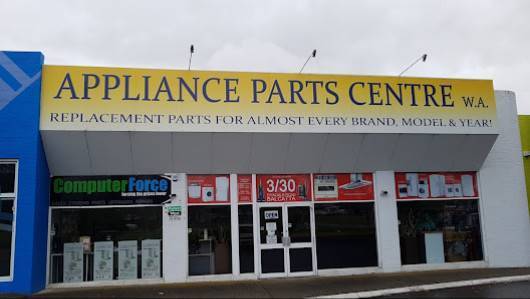 APPLIANCE PARTS CENTRE W.A.
REPLACEMENT PARTS FOR ALMOST EVERY BRAND, MODEL & YEAR!
ComputerForce
3/30
BALCATTA
OPEN